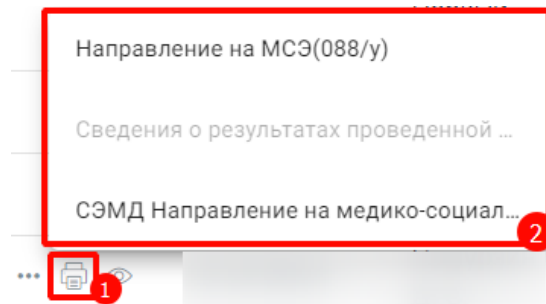 Направление на МСЭ(088/у)
Сведения о результатах проведенной ...
СЭМД Направление на медико-социал...
2
... 1